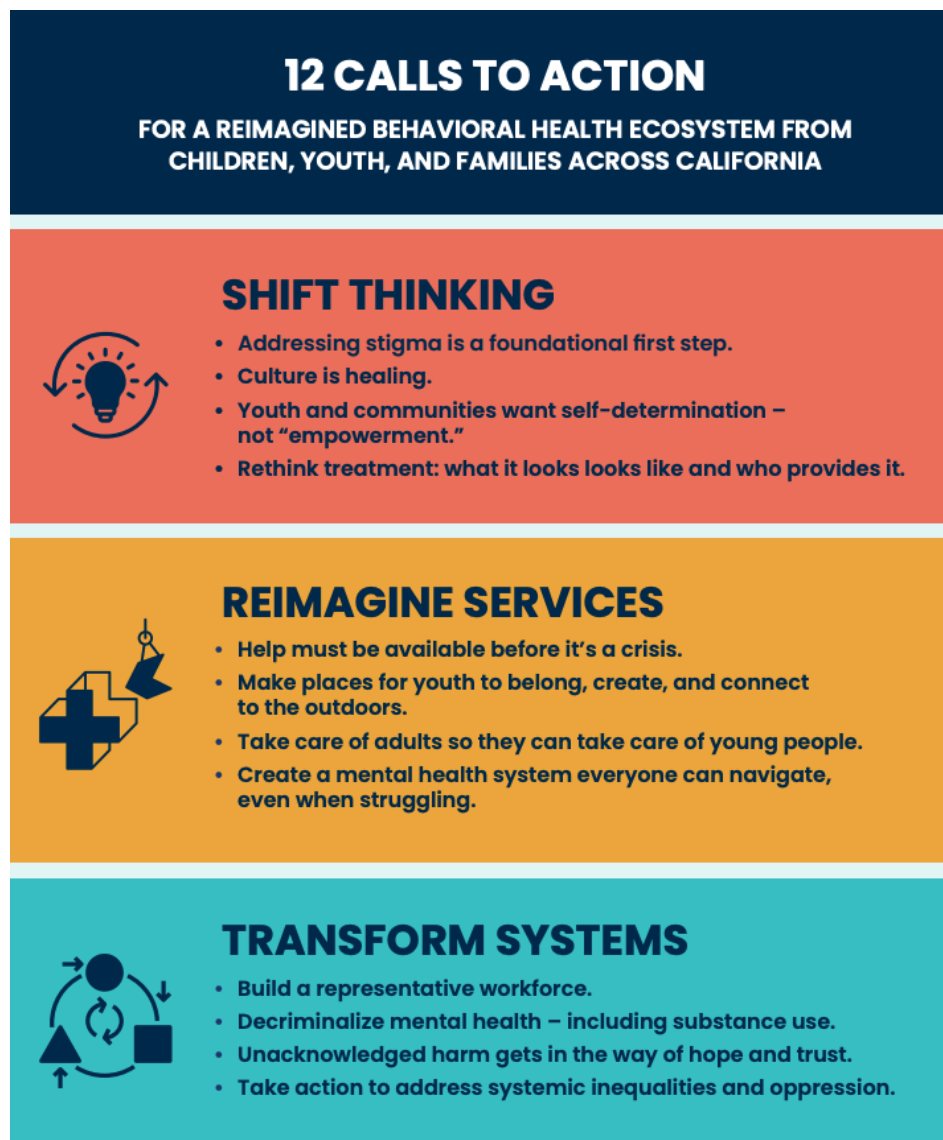 12 CALLS TO ACTION
FOR A REIMAGINED BEHAVIORAL HEALTH ECOSYSTEM FROM
CHILDREN, YOUTH, AND FAMILIES ACROSS CALIFORNIA
SHIFT THINKING
• Addressing stigma is a foundational first step.
• Culture is healing.
• Youth and communities want self-determination –
not “empowerment.”
• Rethink treatment: what it looks looks like and who provides it.
REIMAGINE SERVICES
• Help must be available before it’s a crisis.
• Make places for youth to belong, create, and connect
to the outdoors.
• Take care of adults so they can take care of young people.
• Create a mental health system everyone can navigate,
even when struggling.
TRANSFORM SYSTEMS
• Build a representative workforce.
• Decriminalize mental health – including substance use.
• Unacknowledged harm gets in the way of hope and trust.
• Take action to address systemic inequalities and oppression.